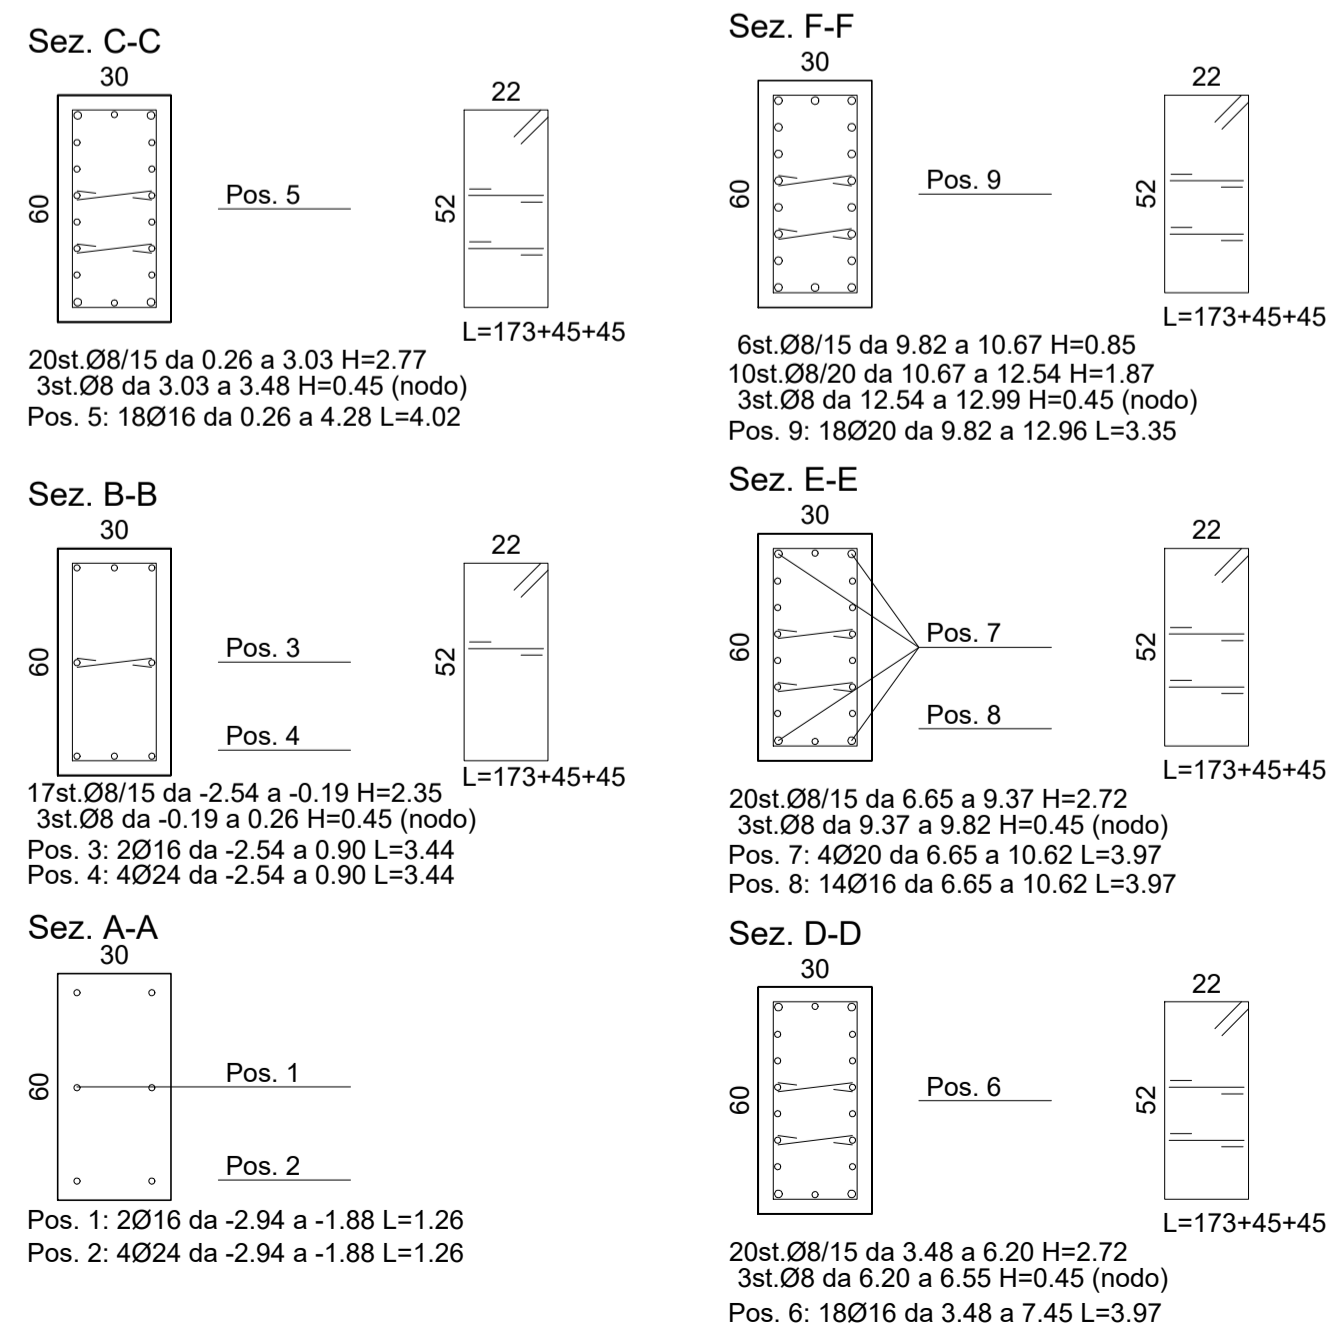 Sez. C-C
30
22
60
Pos. 5
52
L=173+45+45
20st.Ø8/15 da 0.26 a 3.03 H=2.77
3st.Ø8 da 3.03 a 3.48 H=0.45 (nodo)
Pos. 5: 18Ø16 da 0.26 a 4.28 L=4.02
Sez. B-B
30
22
60
Pos. 3
Pos. 4
52
L=173+45+45
17st.Ø8/15 da -2.54 a -0.19 H=2.35
3st.Ø8 da -0.19 a 0.26 H=0.45 (nodo)
Pos. 3: 2Ø16 da -2.54 a 0.90 L=3.44
Pos. 4: 4Ø24 da -2.54 a 0.90 L=3.44
Sez. A-A
30
60
Pos. 1
Pos. 2
Pos. 1: 2Ø16 da -2.94 a -1.88 L=1.26
Pos. 2: 4Ø24 da -2.94 a -1.88 L=1.26
Sez. F-F
30
22
60
Pos. 9
52
L=173+45+45
6st.Ø8/15 da 9.82 a 10.67 H=0.85
10st.Ø8/20 da 10.67 a 12.54 H=1.87
3st.Ø8 da 12.54 a 12.99 H=0.45 (nodo)
Pos. 9: 18Ø20 da 9.82 a 12.96 L=3.35
Sez. E-E
30
22
60
Pos. 7
Pos. 8
52
L=173+45+45
20st.Ø8/15 da 6.65 a 9.37 H=2.72
3st.Ø8 da 9.37 a 9.82 H=0.45 (nodo)
Pos. 7: 4Ø20 da 6.65 a 10.62 L=3.97
Pos. 8: 14Ø16 da 6.65 a 10.62 L=3.97
Sez. D-D
30
22
60
Pos. 6
52
L=173+45+45
20st.Ø8/15 da 3.48 a 6.20 H=2.72
3st.Ø8 da 6.20 a 6.55 H=0.45 (nodo)
Pos. 6: 18Ø16 da 3.48 a 7.45 L=3.97